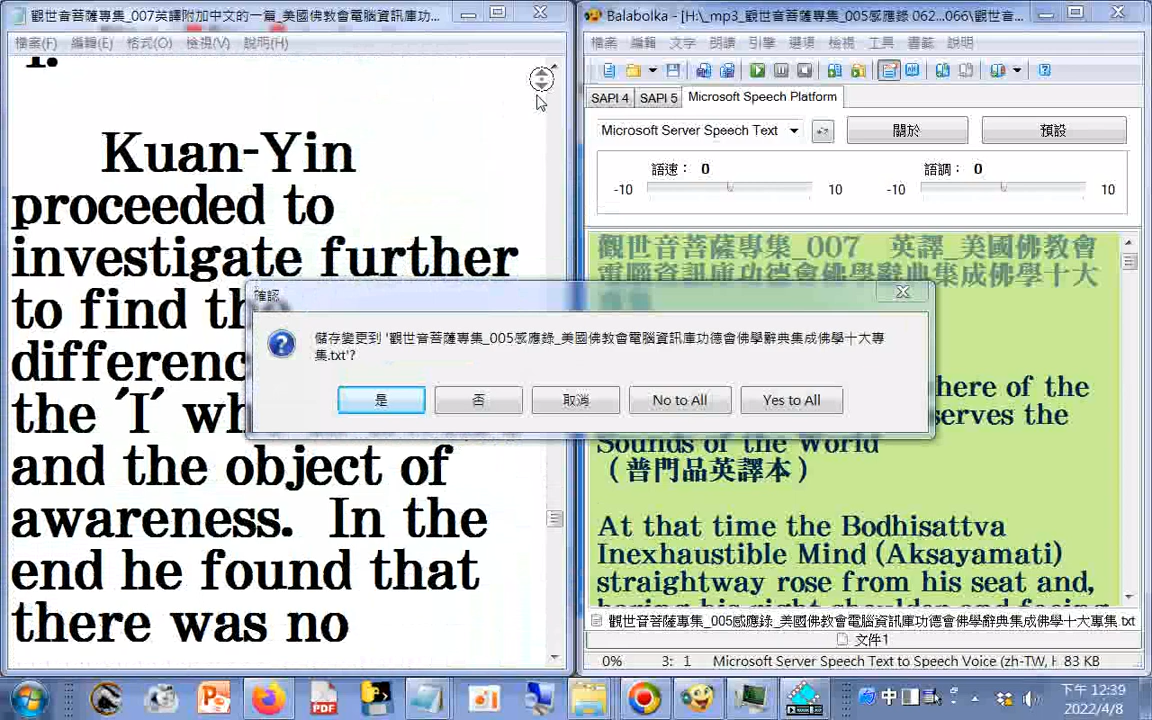 觀世音菩薩專集_007英譯附加中文的一篇_美國佛教會電腦資訊庫功...
檔案(F) 編輯(E) 格式(O) 檢視(V) 說明(H)
1.
Kuan-Yin
proceeded to
investigate further
to find th
differenc
the 'I' wh
and the object of
awareness. In the
end he found that
there was no
Balabolka - [H:\_mp3_觀世音菩薩專集_005感應錄 062...066\觀世音...
檔案 編輯 文字 朗讀 引擎 選項 檢視 工具 書籤 說明
SAPI 4 SAPI 5 Microsoft Speech Platform
Microsoft Server Speech Text 關於 預設
語速： 0 語調： 0
-10 10 -10 10
觀世音菩薩專集_007 英譯_美國佛教會
電腦資訊庫功德會佛學辭典集成佛學十大
here of the
serves the
Sounds of the World
（普門品英譯本）
At that time the Bodhisattva
Inexhaustible Mind (Aksayamati)
straightway rose from his seat and,
baring his right shoulder and facing
觀世音菩薩專集_005感應錄_美國佛教會電腦資訊庫功德會佛學辭典集成佛學十大專集.txt
文件1
0% 3: 1 Microsoft Server Speech Text to Speech Voice (zh-TW, H 83 KB
確認
儲存變更到 '觀世音菩薩專集_005感應錄_美國佛教會電腦資訊庫功德會佛學辭典集成佛學十大專
集.txt'?
是 否 取消 No to All Yes to All
PDF
中
下午 12:39
2022/4/8